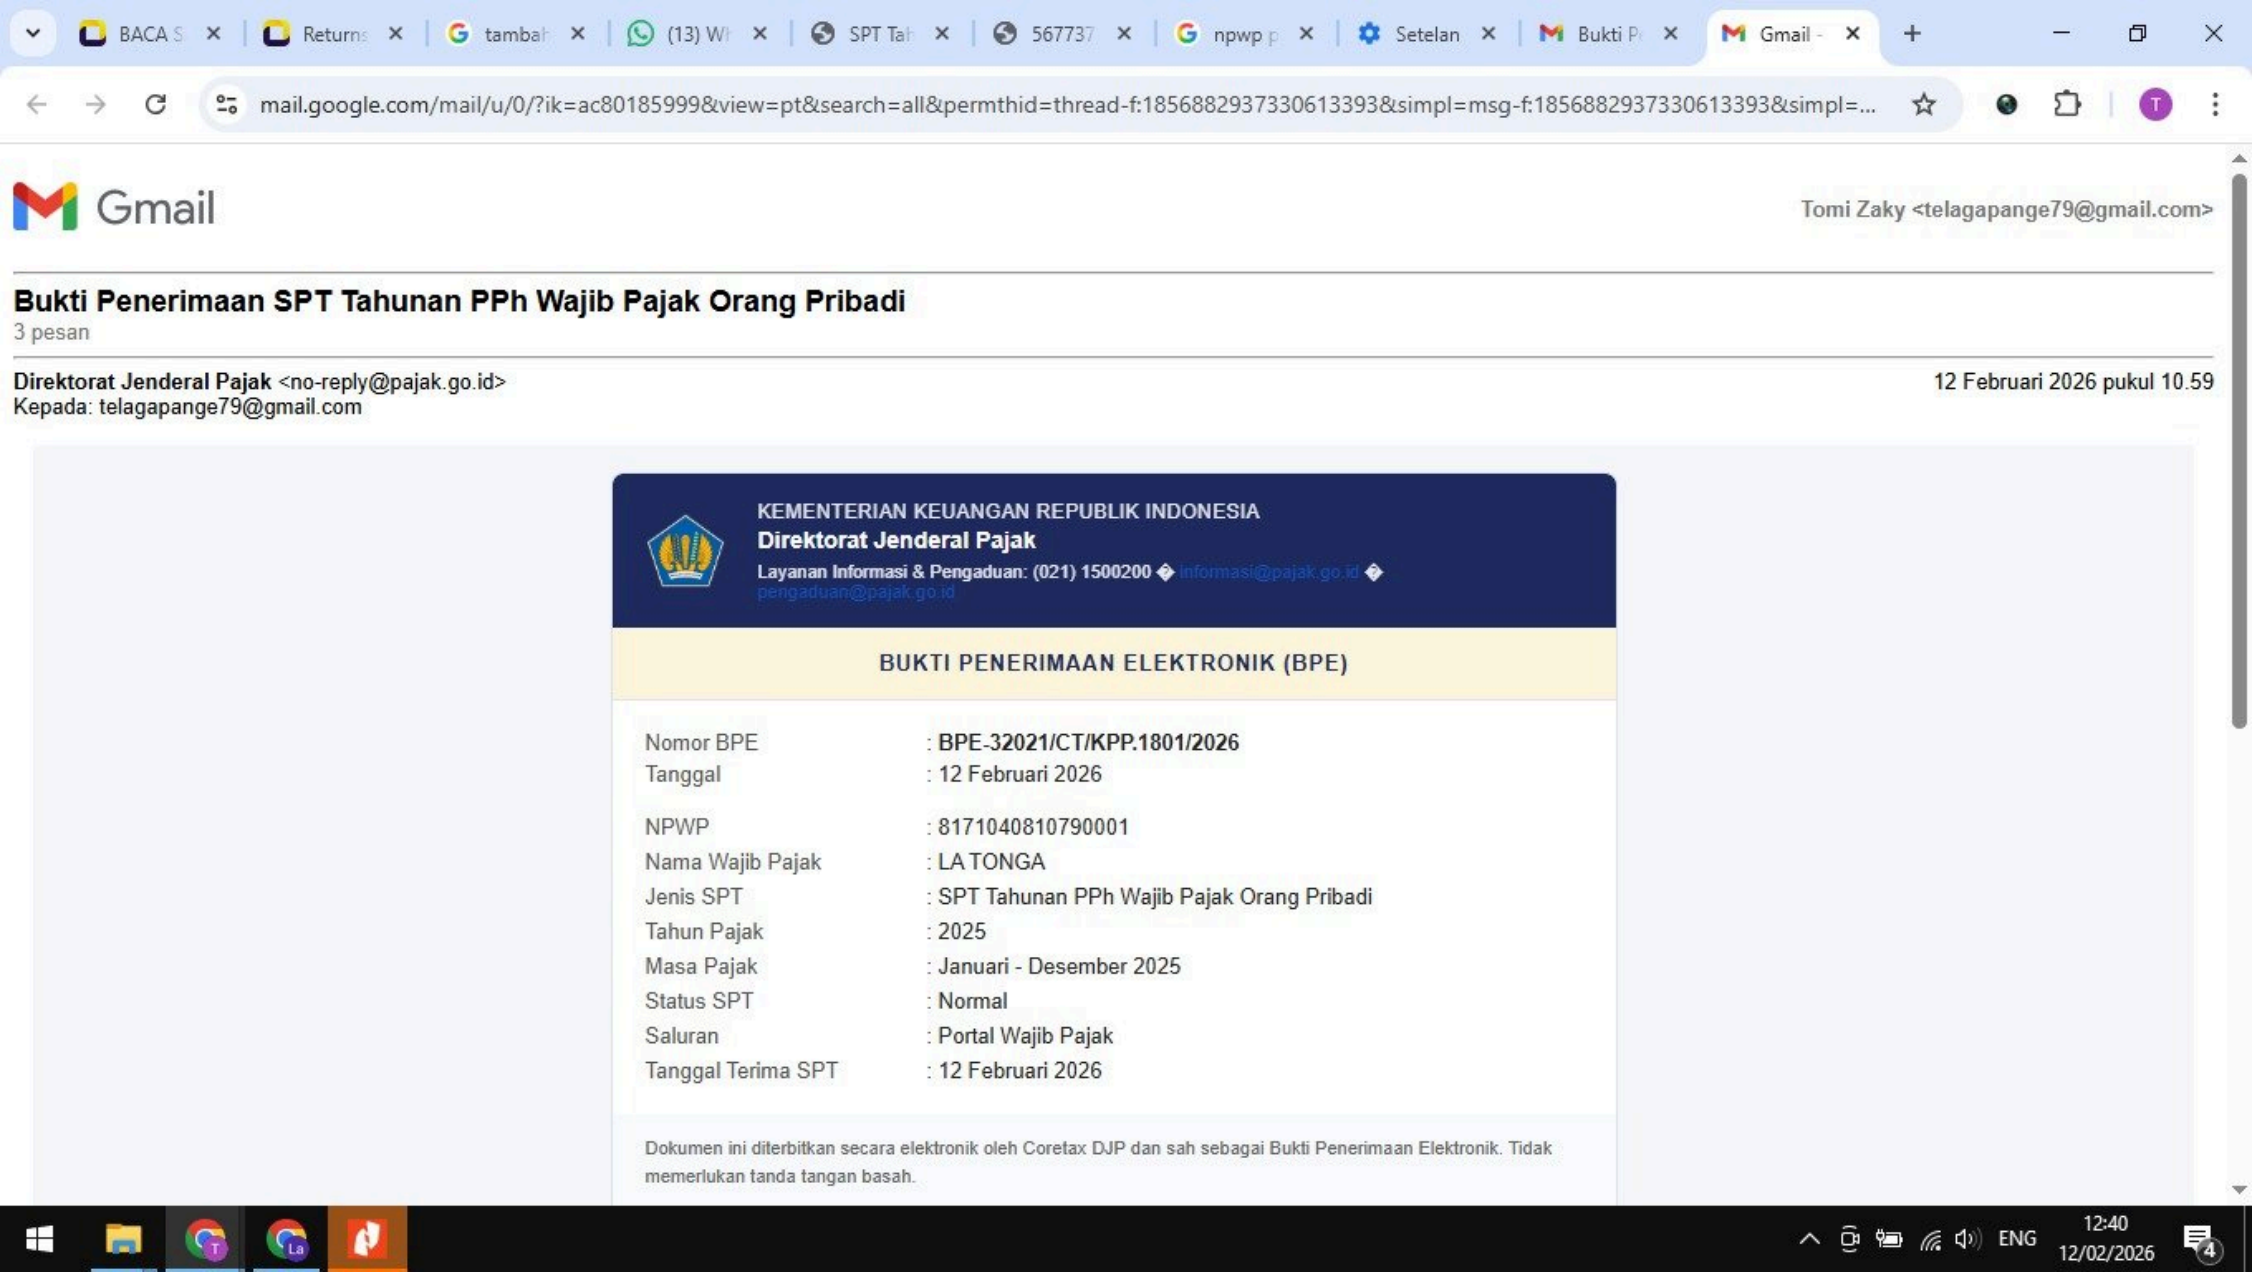 BACA S
Returns
tambah
(13) Wh
SPT Tah
567737
npwp p
Setelan
Bukti P
Gmail -
mail.google.com/mail/u/0/?ik=ac80185999&view=pt&search=all&permthid=thread-f:1856882937330613393&simpl=msg-f:1856882937330613393&simpl=...
T
Gmail
Tomi Zaky <telagapange79@gmail.com>
Bukti Penerimaan SPT Tahunan PPh Wajib Pajak Orang Pribadi
3 pesan
Direktorat Jenderal Pajak <no-reply@pajak.go.id>
12 Februari 2026 pukul 10.59
Kepada: telagapange79@gmail.com
KEMENTERIAN KEUANGAN REPUBLIK INDONESIA
Direktorat Jenderal Pajak
Layanan Informasi & Pengaduan: (021) 1500200 � informasi@pajak.go.id �
pengaduan@pajak.go.id
BUKTI PENERIMAAN ELEKTRONIK (BPE)
Nomor BPE : BPE-32021/CT/KPP.1801/2026
Tanggal : 12 Februari 2026
NPWP : 8171040810790001
Nama Wajib Pajak : LA TONGA
Jenis SPT : SPT Tahunan PPh Wajib Pajak Orang Pribadi
Tahun Pajak : 2025
Masa Pajak : Januari - Desember 2025
Status SPT : Normal
Saluran : Portal Wajib Pajak
Tanggal Terima SPT : 12 Februari 2026
Dokumen ini diterbitkan secara elektronik oleh Coretax DJP dan sah sebagai Bukti Penerimaan Elektronik. Tidak
memerlukan tanda tangan basah.
T
La
ENG
12:40
12/02/2026
4